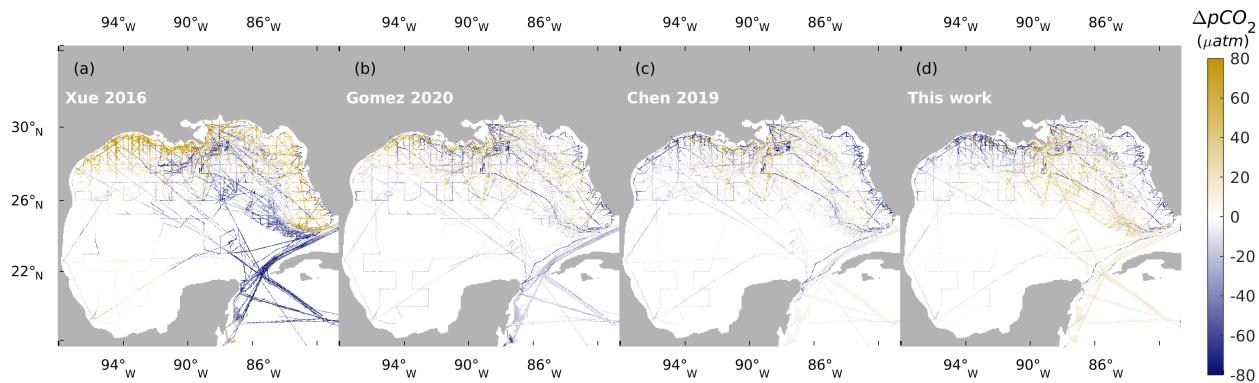 94°W 90°W 86°W 94°W 90°W 86°W 94°W 90°W 86°W 94°W 90°W 86°W
ΔpCO2
(μatm)
(a) (b) (c) (d)
Xue 2016 Gomez 2020 Chen 2019 This work
30°N
26°N
22°N
80
60
40
20
0
-20
-40
-60
-80
94°W 90°W 86°W 94°W 90°W 86°W 94°W 90°W 86°W 94°W 90°W 86°W